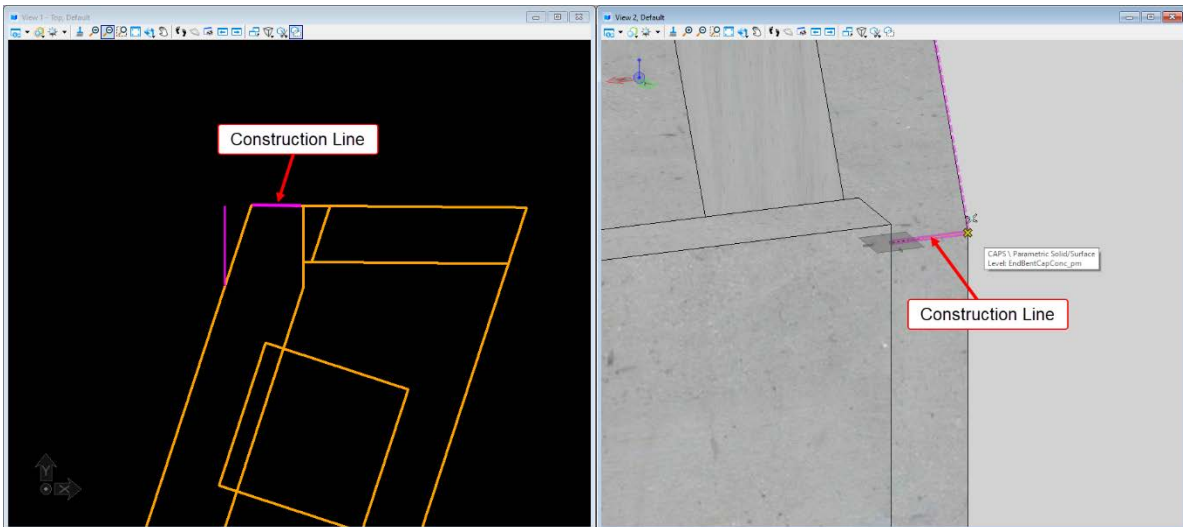 View 1 - Top, Default
Construction Line
Y
X
View 2, Default
CAPS \ Parametric Solid/Surface
Level: EndBentCapConc_pm
Construction Line